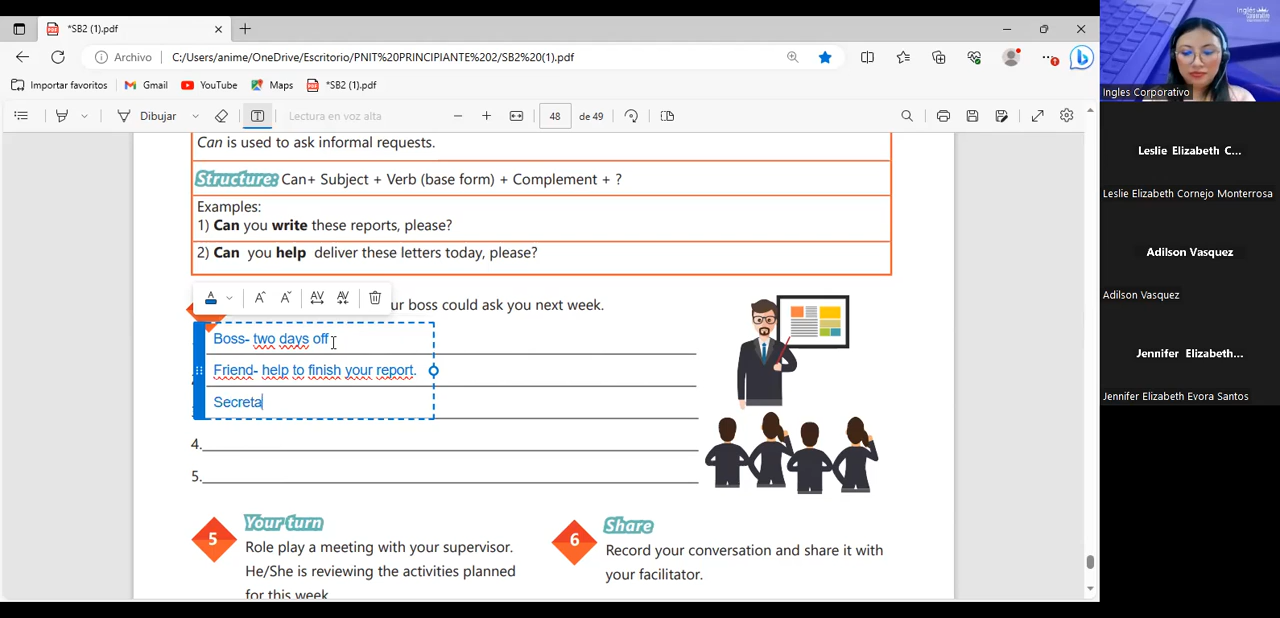 *SB2 (1).pdf
Archivo
C:/Users/anime/OneDrive/Escritorio/PNIT%20PRINCIPIANTE%202/SB2%20(1).pdf
Importar favoritos
Gmail
YouTube
Maps
*SB2 (1).pdf
Dibujar
Lectura en voz alta
48
de 49
Can is used to ask informal requests.
Structure: Can+ Subject + Verb (base form) + Complement + ?
Examples:
1) Can you write these reports, please?
2) Can you help deliver these letters today, please?
ur boss could ask you next week.
Boss- two days off
Friend- help to finish your report.
Secreta
4.
5.
5
Your turn
Role play a meeting with your supervisor.
He/She is reviewing the activities planned
for this week
6
Share
Record your conversation and share it with
your facilitator.
Ingles Corporativo
Leslie Elizabeth C...
Leslie Elizabeth Cornejo Monterrosa
Adilson Vasquez
Adilson Vasquez
Jennifer Elizabeth...
Jennifer Elizabeth Evora Santos